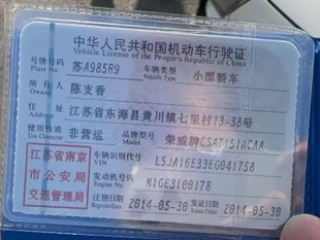 中华人民共和国机动车行驶证
Vehicle License of the People's Republic of China
号牌号码 苏A985R9 车辆类型 小型轿车
Plate No. Vehicle Type
所有人 陈支香
Owner
住址 江苏省东海县黄川镇七里村13-38号
Address
使用性质 非营运 品牌型号 荣威牌CSA7151ACAA
Use Character Model
江苏省南京 车辆识别代号 LSJA16E33EG041758
市公安局 VIN
交通管理局 发动机号码 M1GE3100178
Engine No.
注册日期 2014-05-30 发证日期 2014-05-30
Register Date Issue Date